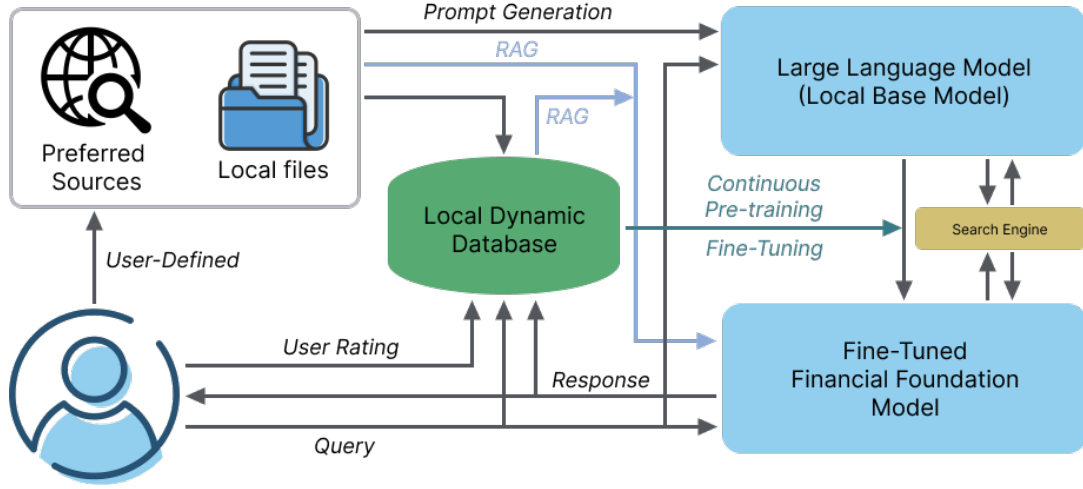 Prompt Generation
RAG
Large Language Model
(Local Base Model)
Preferred
Sources
Local files
RAG
Local Dynamic
Database
Continuous
Pre-training
Fine-Tuning
Search Engine
User-Defined
User Rating
Response
Query
Fine-Tuned
Financial Foundation
Model